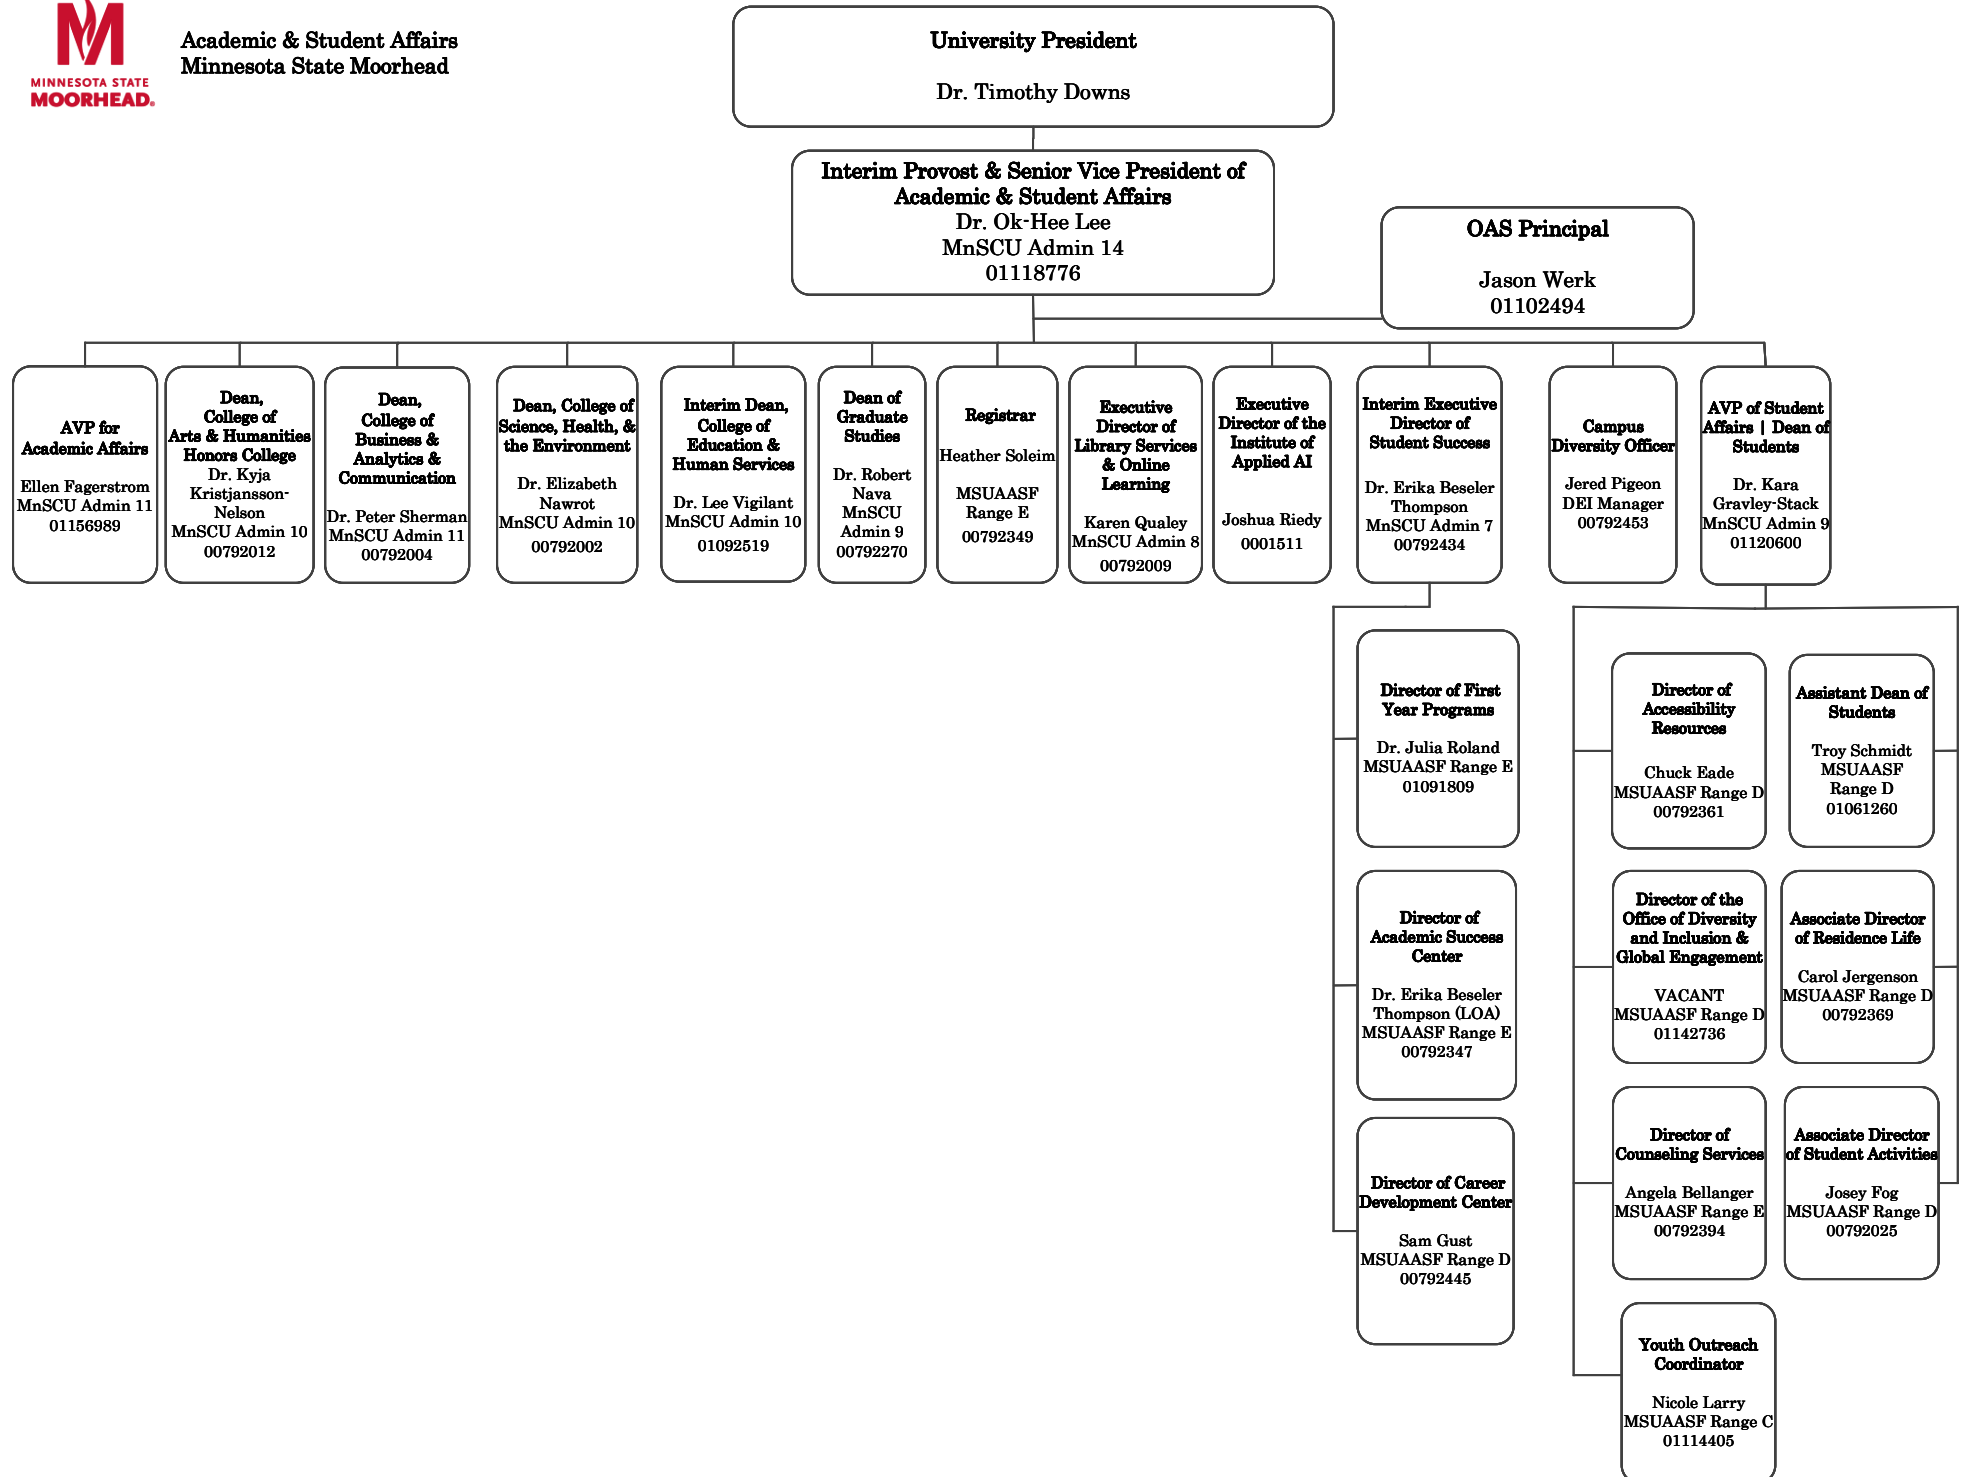 MINNESOTA STATE
MOORHEAD.
Academic & Student Affairs
Minnesota State Moorhead
University President
Dr. Timothy Downs
Interim Provost & Senior Vice President of
Academic & Student Affairs
Dr. Ok-Hee Lee
MnSCU Admin 14
01118776
OAS Principal
Jason Werk
01102494
AVP for
Academic Affairs
Ellen Fagerstrom
MnSCU Admin 11
01156989
Dean,
College of
Arts & Humanities
Honors College
Dr. Kyja
Kristjansson-
Nelson
MnSCU Admin 10
00792012
Dean,
College of
Business &
Analytics &
Communication
Dr. Peter Sherman
MnSCU Admin 11
00792004
Dean, College of
Science, Health, &
the Environment
Dr. Elizabeth
Nawrot
MnSCU Admin 10
00792002
Interim Dean,
College of
Education &
Human Services
Dr. Lee Vigilant
MnSCU Admin 10
01092519
Dean of
Graduate
Studies
Dr. Robert
Nava
MnSCU
Admin 9
00792270
Registrar
Heather Soleim
MSUAASF
Range E
00792349
Executive
Director of
Library Services
& Online
Learning
Karen Qualey
MnSCU Admin 8
00792009
Executive
Director of the
Institute of
Applied AI
Joshua Riedy
0001511
Interim Executive
Director of
Student Success
Dr. Erika Beseler
Thompson
MnSCU Admin 7
00792434
Campus
Diversity Officer
Jered Pigeon
DEI Manager
00792453
AVP of Student
Affairs | Dean of
Students
Dr. Kara
Gravley-Stack
MnSCU Admin 9
01120600
Director of First
Year Programs
Dr. Julia Roland
MSUAASF Range E
01091809
Director of
Academic Success
Center
Dr. Erika Beseler
Thompson (LOA)
MSUAASF Range E
00792347
Director of Career
Development Center
Sam Gust
MSUAASF Range D
00792445
Director of
Accessibility
Resources
Chuck Eade
MSUAASF Range D
00792361
Assistant Dean of
Students
Troy Schmidt
MSUAASF
Range D
01061260
Director of the
Office of Diversity
and Inclusion &
Global Engagement
VACANT
MSUAASF Range D
01142736
Associate Director
of Residence Life
Carol Jergenson
MSUAASF Range D
00792369
Director of
Counseling Services
Angela Bellanger
MSUAASF Range E
00792394
Associate Director
of Student Activities
Josey Fog
MSUAASF Range D
00792025
Youth Outreach
Coordinator
Nicole Larry
MSUAASF Range C
01114405